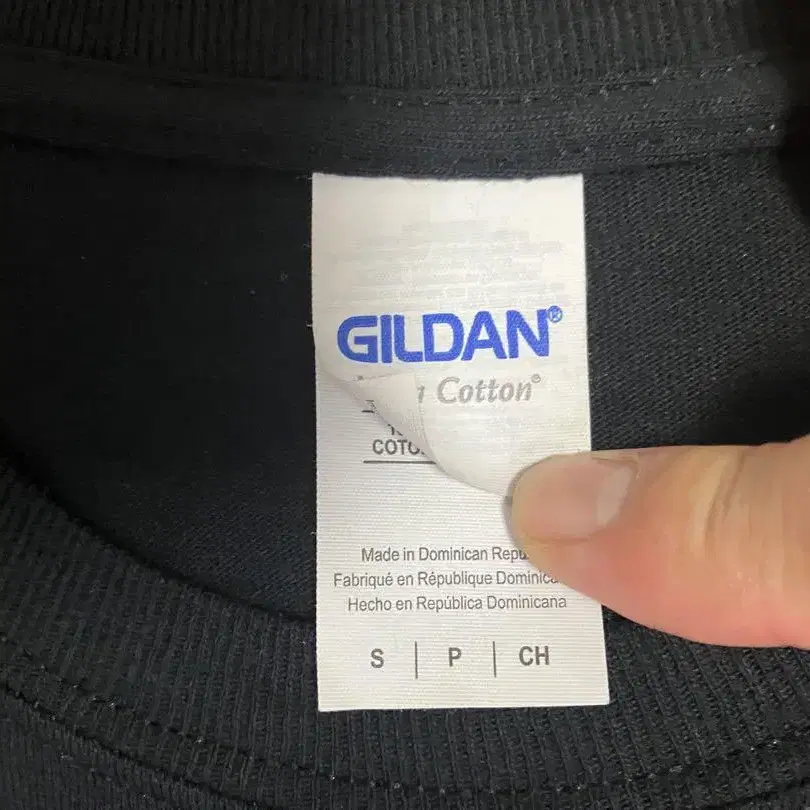 GILDAN®
Cotton®
COTO
Made in Dominican Repu
Fabriqué en République Dominica
Hecho en República Dominicana
S | P | CH